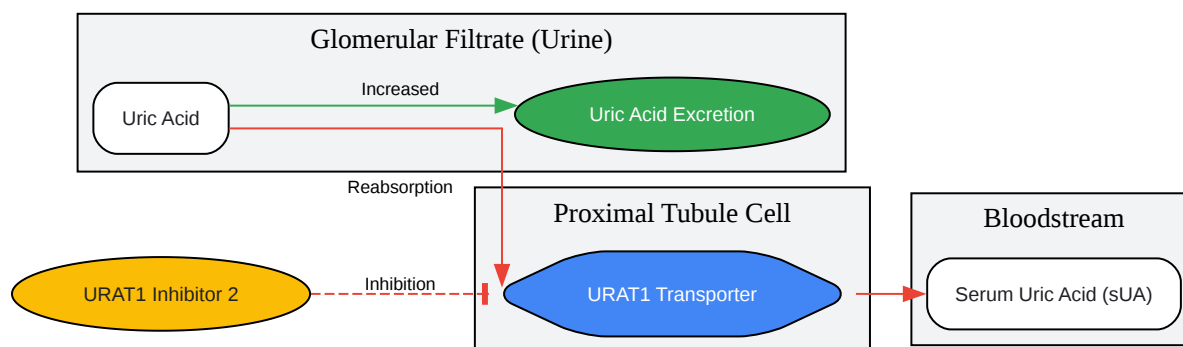 Glomerular Filtrate (Urine)
Uric Acid
Increased
Uric Acid Excretion
Reabsorption
Proximal Tubule Cell
Bloodstream
URAT1 Inhibitor 2
Inhibition
URAT1 Transporter
Serum Uric Acid (sUA)